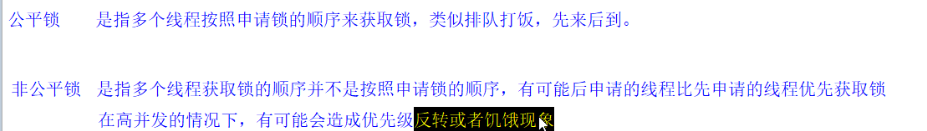 公平锁 是指多个线程按照申请锁的顺序来获取锁，类似排队打饭，先来后到。
非公平锁 是指多个线程获取锁的顺序并不是按照申请锁的顺序，有可能后申请的线程比先申请的线程优先获取锁
在高并发的情况下，有可能会造成优先级反转或者饥饿现象